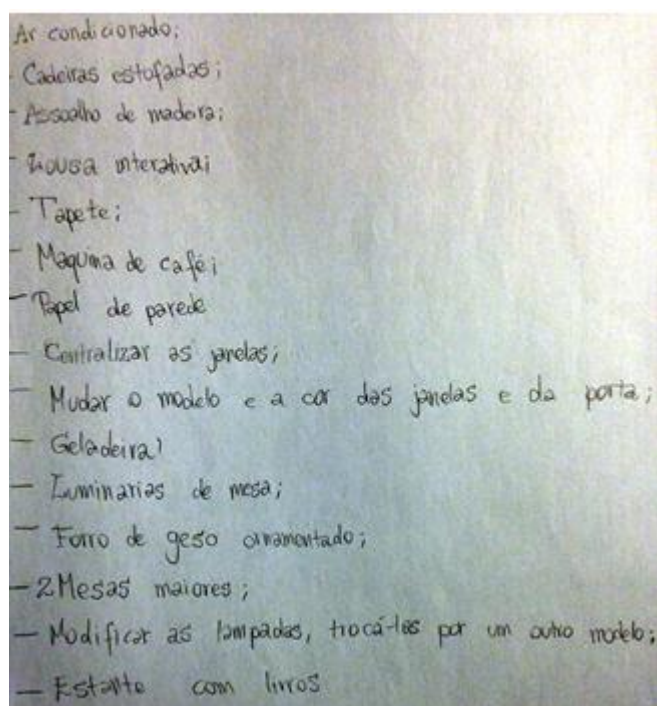 Ar condicionado;
- Cadeiras estofadas;
- Assoalho de madeira;
- Lousa interativa;
- Tapete;
- Maquina de café;
- Papel de parede
- Centralizar as janelas;
- Mudar o modelo e a cor das janelas e da porta;
- Geladeira;
- Luminarias de mesa;
- Forro de geso ornamentado;
- 2 Mesas maiores;
- Modificar as lampadas, trocá-las por um outro modelo;
- Estante com livros